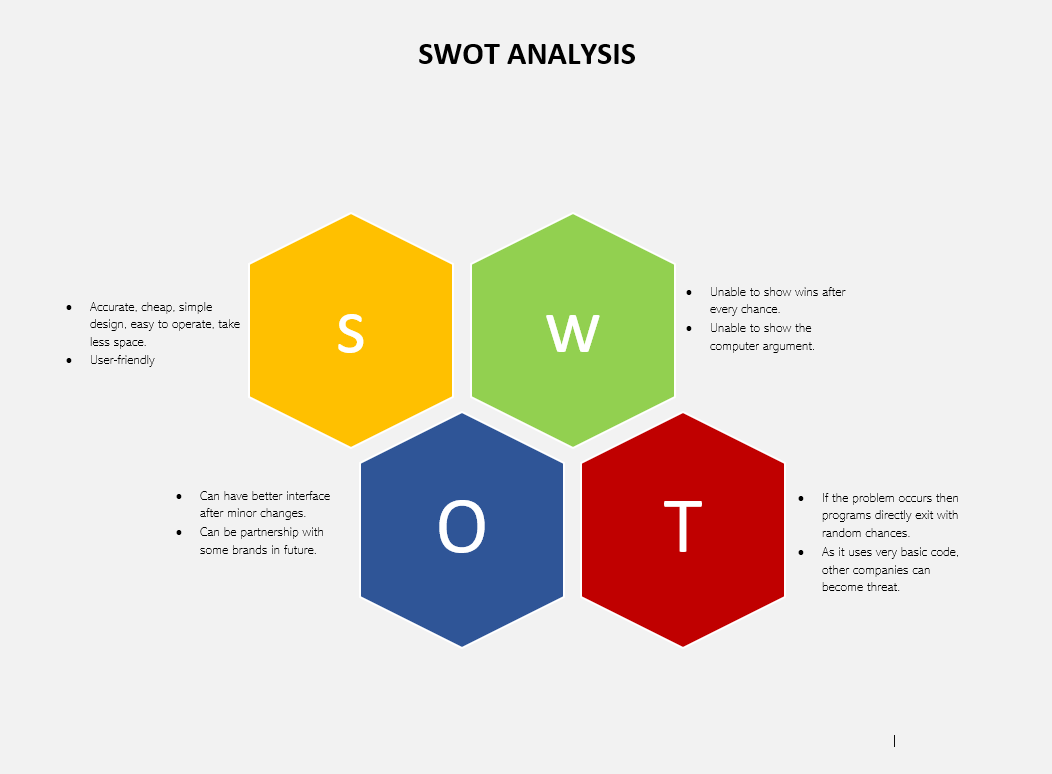 SWOT ANALYSIS
S
• Accurate, cheap, simple
design, easy to operate, take
less space.
• User-friendly
W
• Unable to show wins after
every chance.
• Unable to show the
computer argument.
O
• Can have better interface
after minor changes.
• Can be partnership with
some brands in future.
T
• If the problem occurs then
programs directly exit with
random chances.
• As it uses very basic code,
other companies can
become threat.